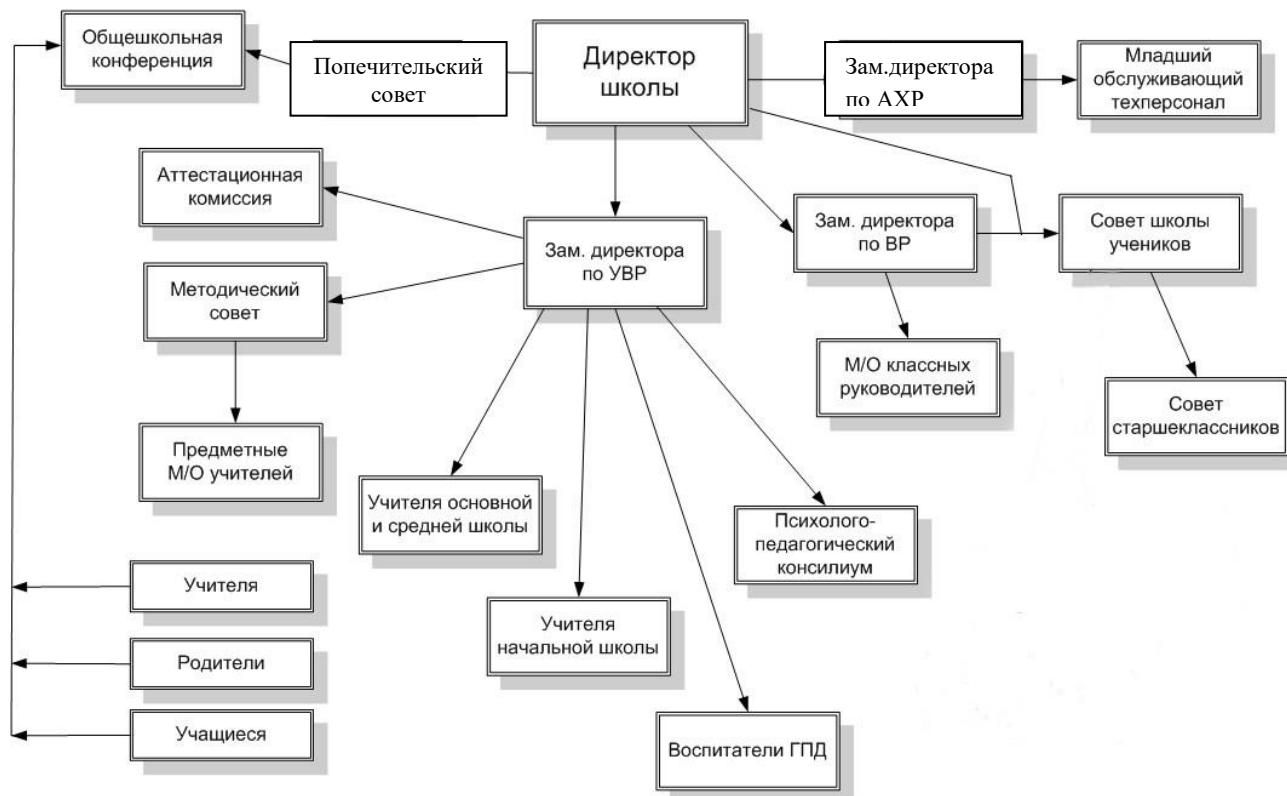 Общешкольная
конференция
Попечительский
совет
Директор
школы
Зам.директора
по АХР
Младший
обслуживающий
техперсонал
Аттестационная
комиссия
Зам. директора
по УВР
Зам. директора
по ВР
Совет школы
учеников
Методический
совет
М/О классных
руководителей
Совет
старшеклассников
Предметные
М/О учителей
Учителя основной
и средней школы
Психолого-
педагогический
консилиум
Учителя
Учителя
начальной школы
Родители
Учащиеся
Воспитатели ГПД